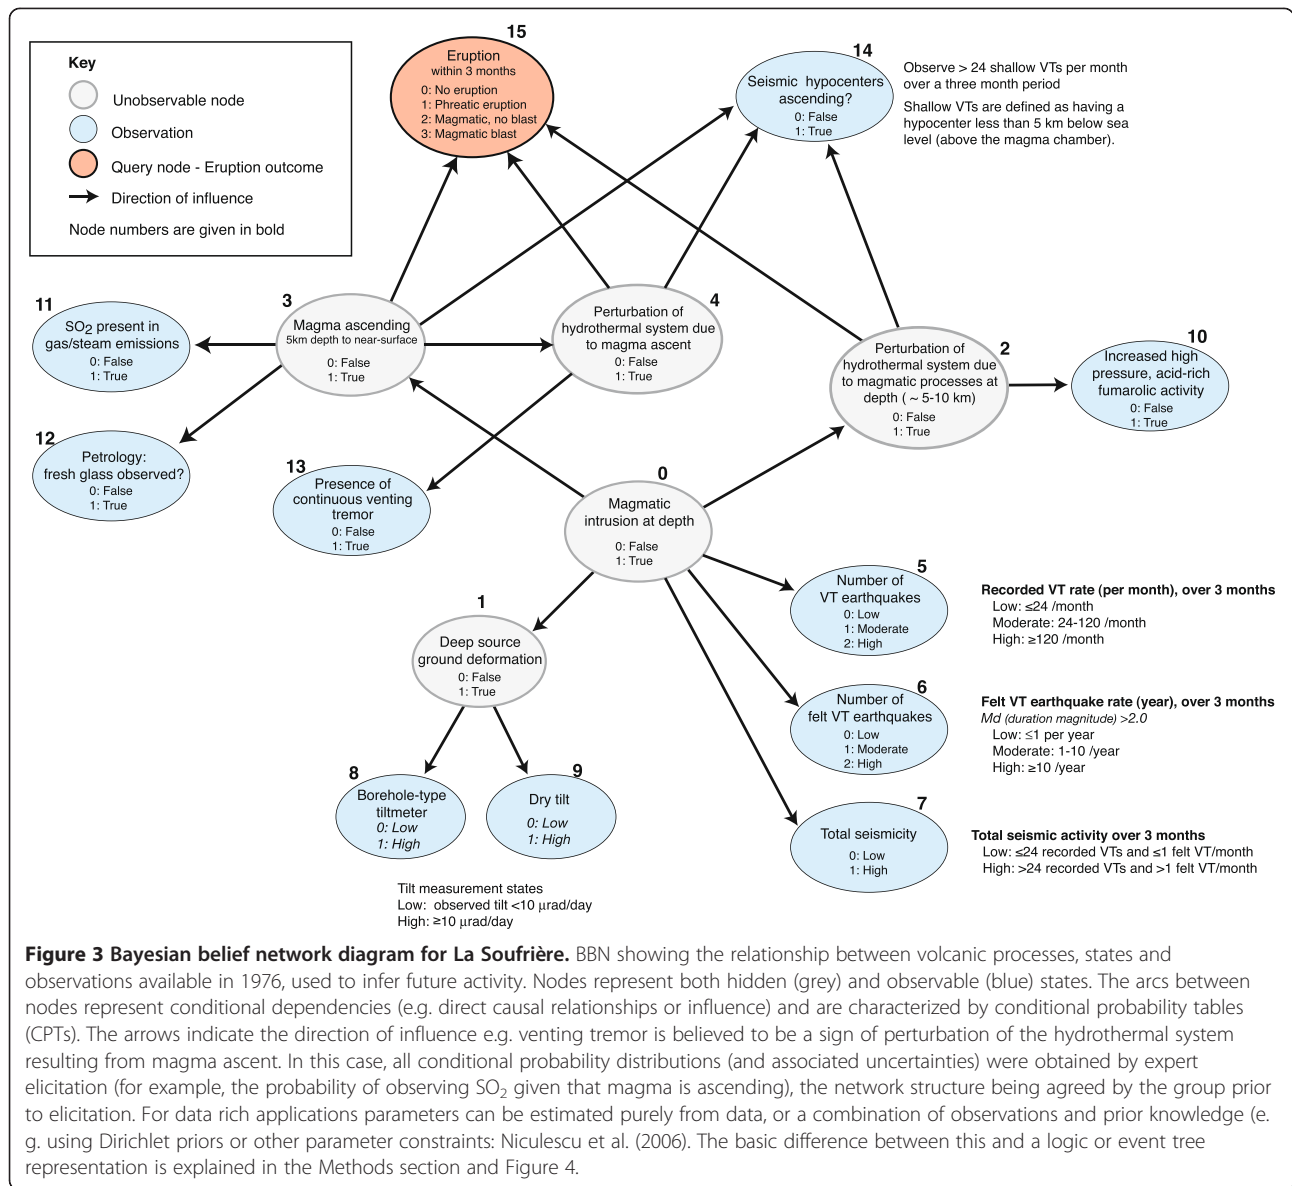 Key
Unobservable node
Observation
Query node - Eruption outcome
Direction of influence
Node numbers are given in bold
15
Eruption
within 3 months
0: No eruption
1: Phreatic eruption
2: Magmatic, no blast
3: Magmatic blast
14
Seismic hypocenters
ascending?
0: False
1: True
Observe > 24 shallow VTs per month
over a three month period
Shallow VTs are defined as having a
hypocenter less than 5 km below sea
level (above the magma chamber).
11
SO2 present in
gas/steam emissions
0: False
1: True
3
Magma ascending
5km depth to near-surface
0: False
1: True
4
Perturbation of
hydrothermal system due
to magma ascent
0: False
1: True
2
Perturbation of
hydrothermal system due
to magmatic processes at
depth ( ~ 5-10 km)
0: False
1: True
10
Increased high
pressure, acid-rich
fumarolic activity
0: False
1: True
12
Petrology:
fresh glass observed?
0: False
1: True
13
Presence of
continuous venting
tremor
0: False
1: True
0
Magmatic
intrusion at depth
0: False
1: True
1
Deep source
ground deformation
0: False
1: True
5
Number of
VT earthquakes
0: Low
1: Moderate
2: High
Recorded VT rate (per month), over 3 months
Low: ≤24 /month
Moderate: 24-120 /month
High: ≥120 /month
6
Number of
felt VT earthquakes
0: Low
1: Moderate
2: High
Felt VT earthquake rate (year), over 3 months
Md (duration magnitude) >2.0
Low: ≤1 per year
Moderate: 1-10 /year
High: ≥10 /year
8
Borehole-type
tiltmeter
0: Low
1: High
9
Dry tilt
0: Low
1: High
7
Total seismicity
0: Low
1: High
Total seismic activity over 3 months
Low: ≤24 recorded VTs and ≤1 felt VT/month
High: >24 recorded VTs and >1 felt VT/month
Tilt measurement states
Low: observed tilt <10 µrad/day
High: ≥10 µrad/day
Figure 3 Bayesian belief network diagram for La Soufrière. BBN showing the relationship between volcanic processes, states and
observations available in 1976, used to infer future activity. Nodes represent both hidden (grey) and observable (blue) states. The arcs between
nodes represent conditional dependencies (e.g. direct causal relationships or influence) and are characterized by conditional probability tables
(CPTs). The arrows indicate the direction of influence e.g. venting tremor is believed to be a sign of perturbation of the hydrothermal system
resulting from magma ascent. In this case, all conditional probability distributions (and associated uncertainties) were obtained by expert
elicitation (for example, the probability of observing SO2 given that magma is ascending), the network structure being agreed by the group prior
to elicitation. For data rich applications parameters can be estimated purely from data, or a combination of observations and prior knowledge (e.
g. using Dirichlet priors or other parameter constraints: Niculescu et al. (2006). The basic difference between this and a logic or event tree
representation is explained in the Methods section and Figure 4.